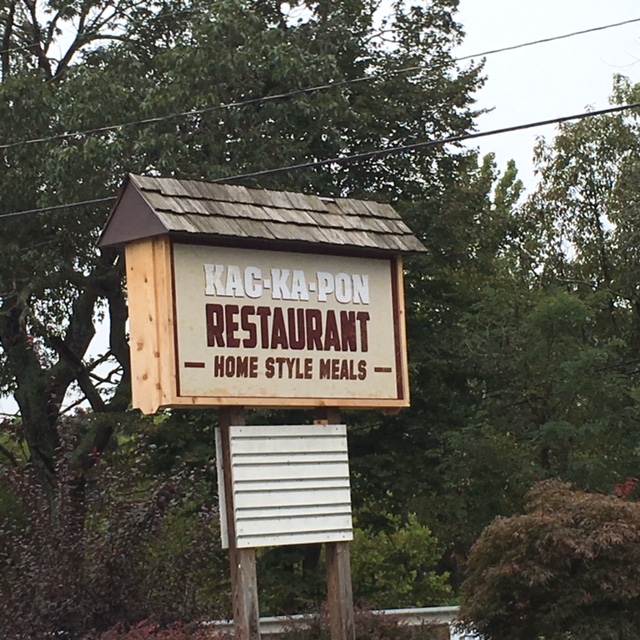 KAC-KA-PON
RESTAURANT
- HOME STYLE MEALS -